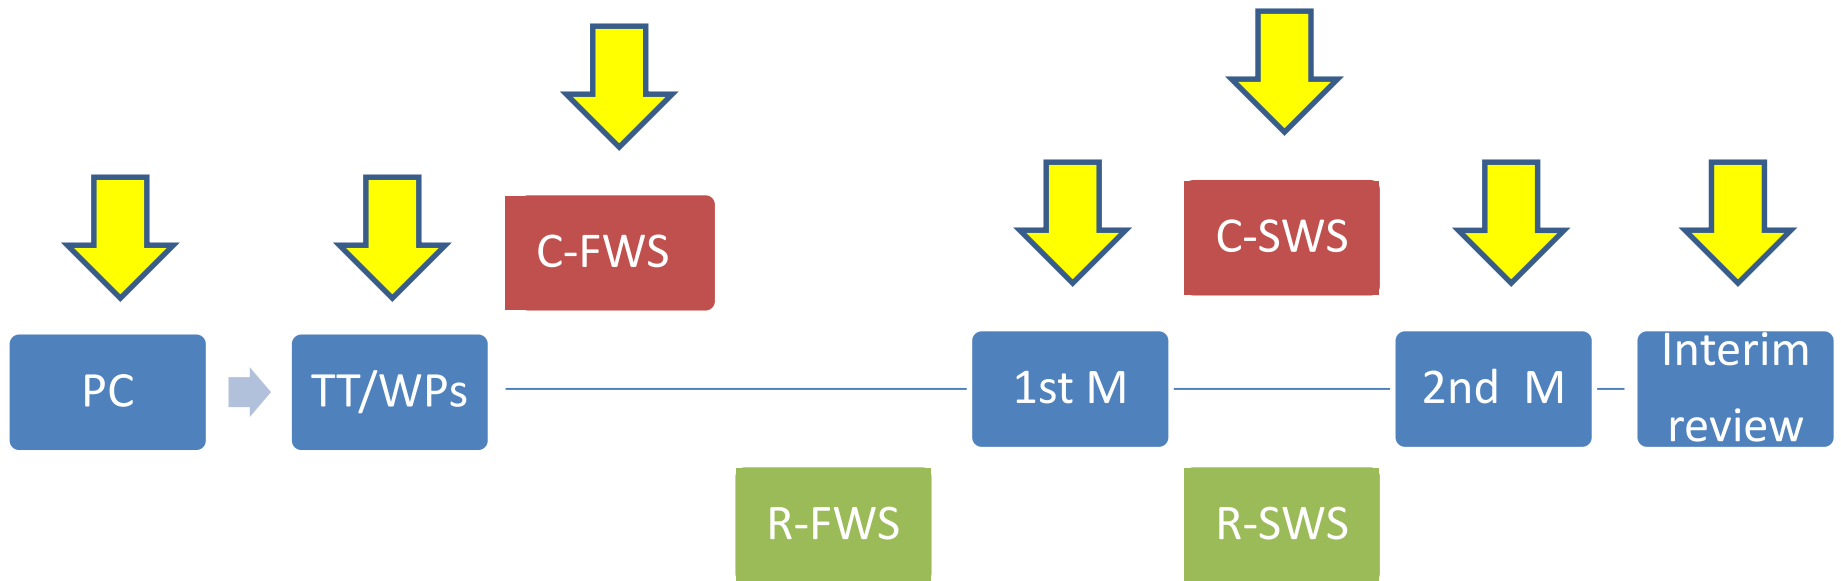 C-FWS
C-SWS
PC
TT/WPs
1st M
2nd  M
Interim
review
R-FWS
R-SWS